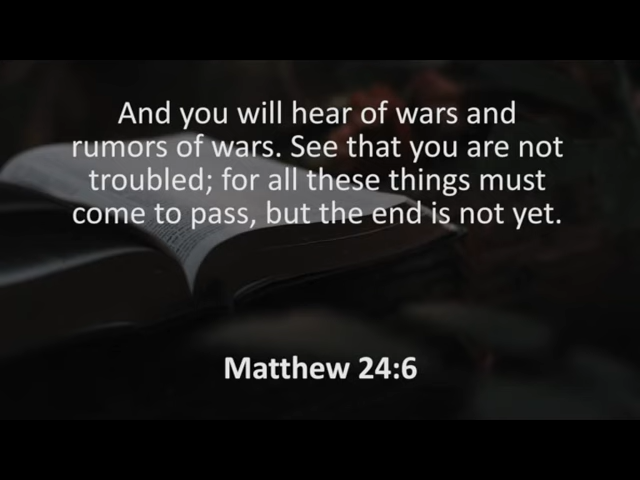 And you will hear of wars and
rumors of wars. See that you are not
troubled; for all these things must
come to pass, but the end is not yet.
Matthew 24:6